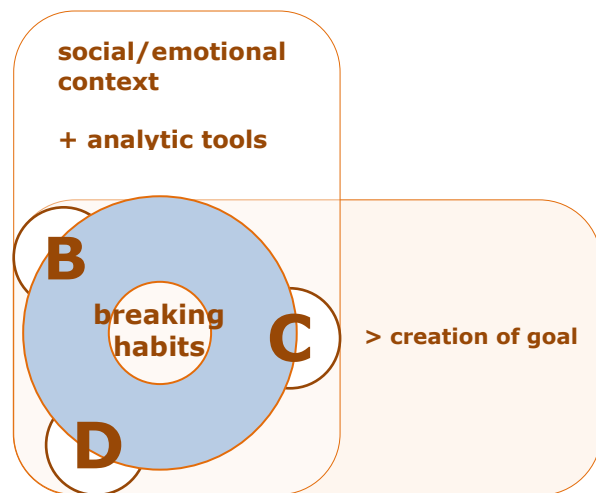 social/emotional
context
+ analytic tools
B
breaking
habits
C
> creation of goal
D